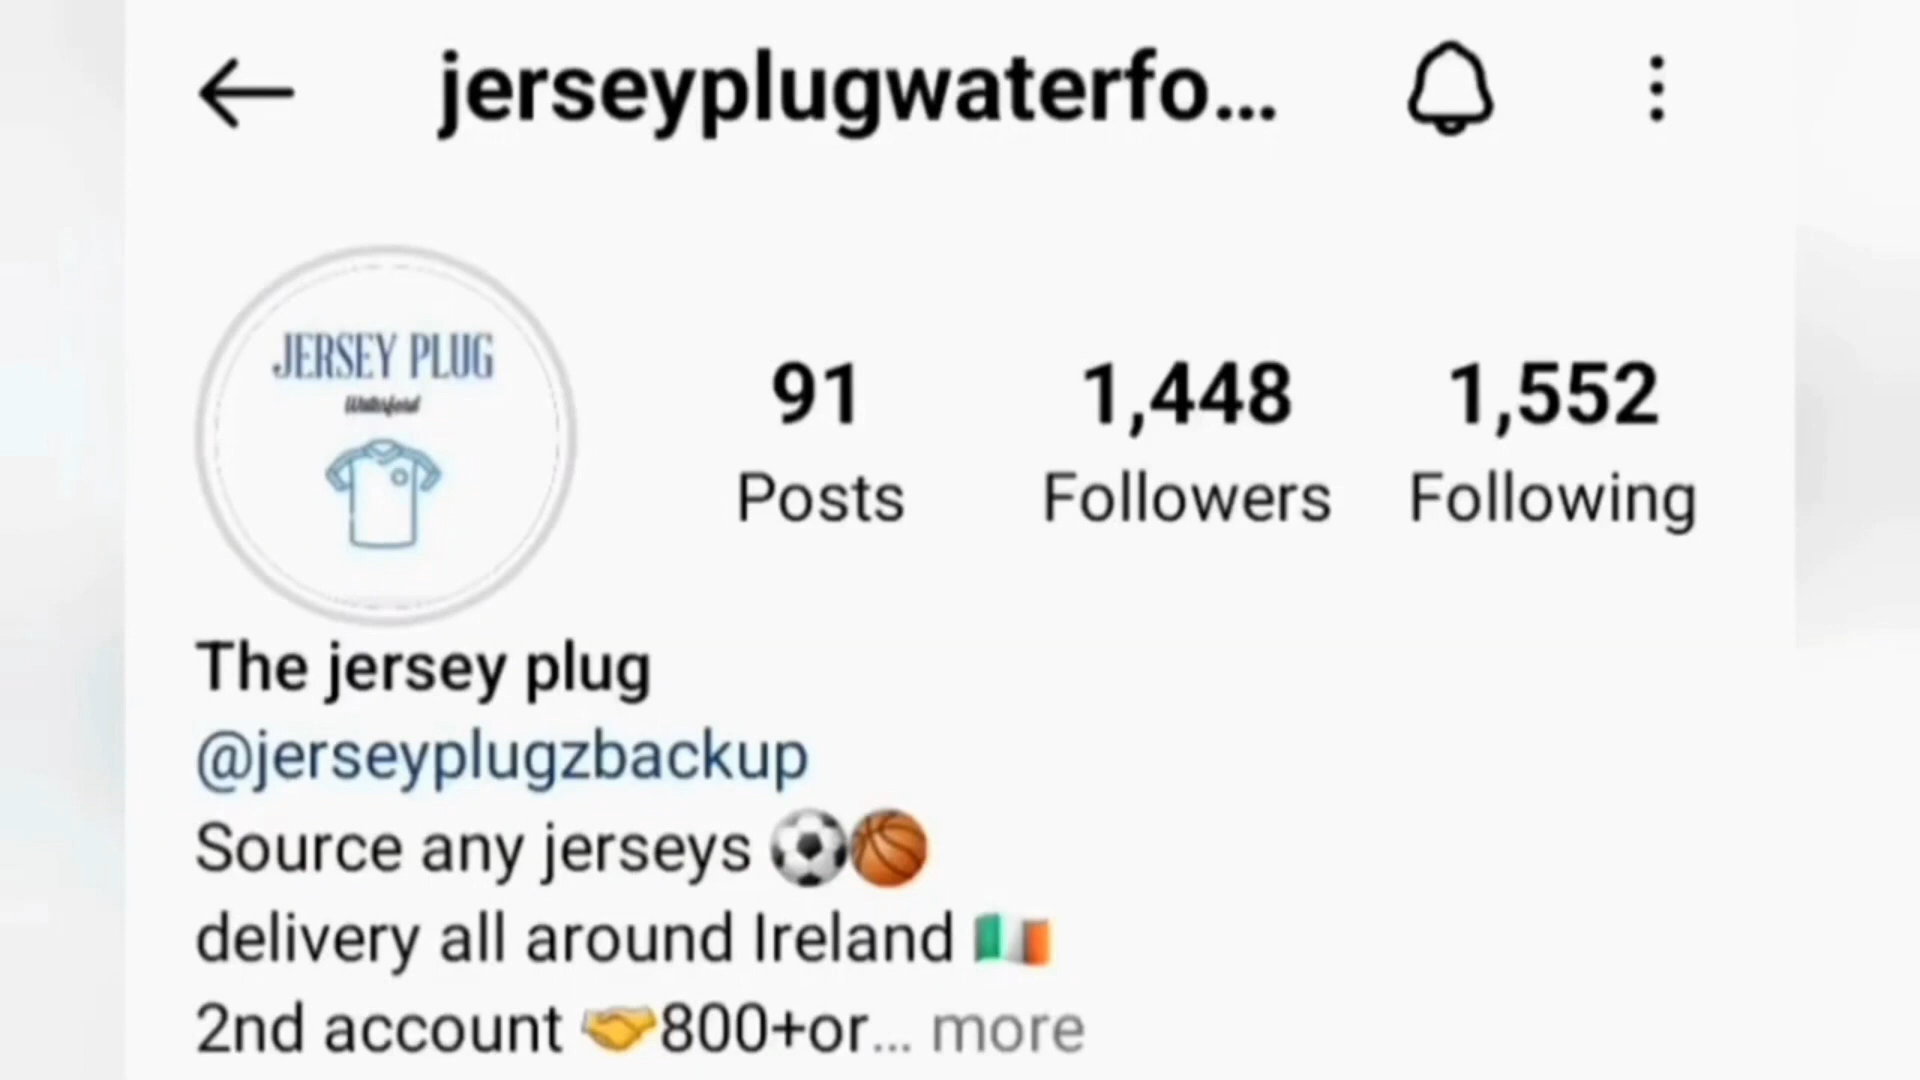 jerseyplugwaterfo...
JERSEY PLUG
Waterford
91
Posts
1,448
Followers
1,552
Following
The jersey plug
@jerseyplugzbackup
Source any jerseys ⚽🏀
delivery all around Ireland 🇮🇪
2nd account 🤝800+or... more